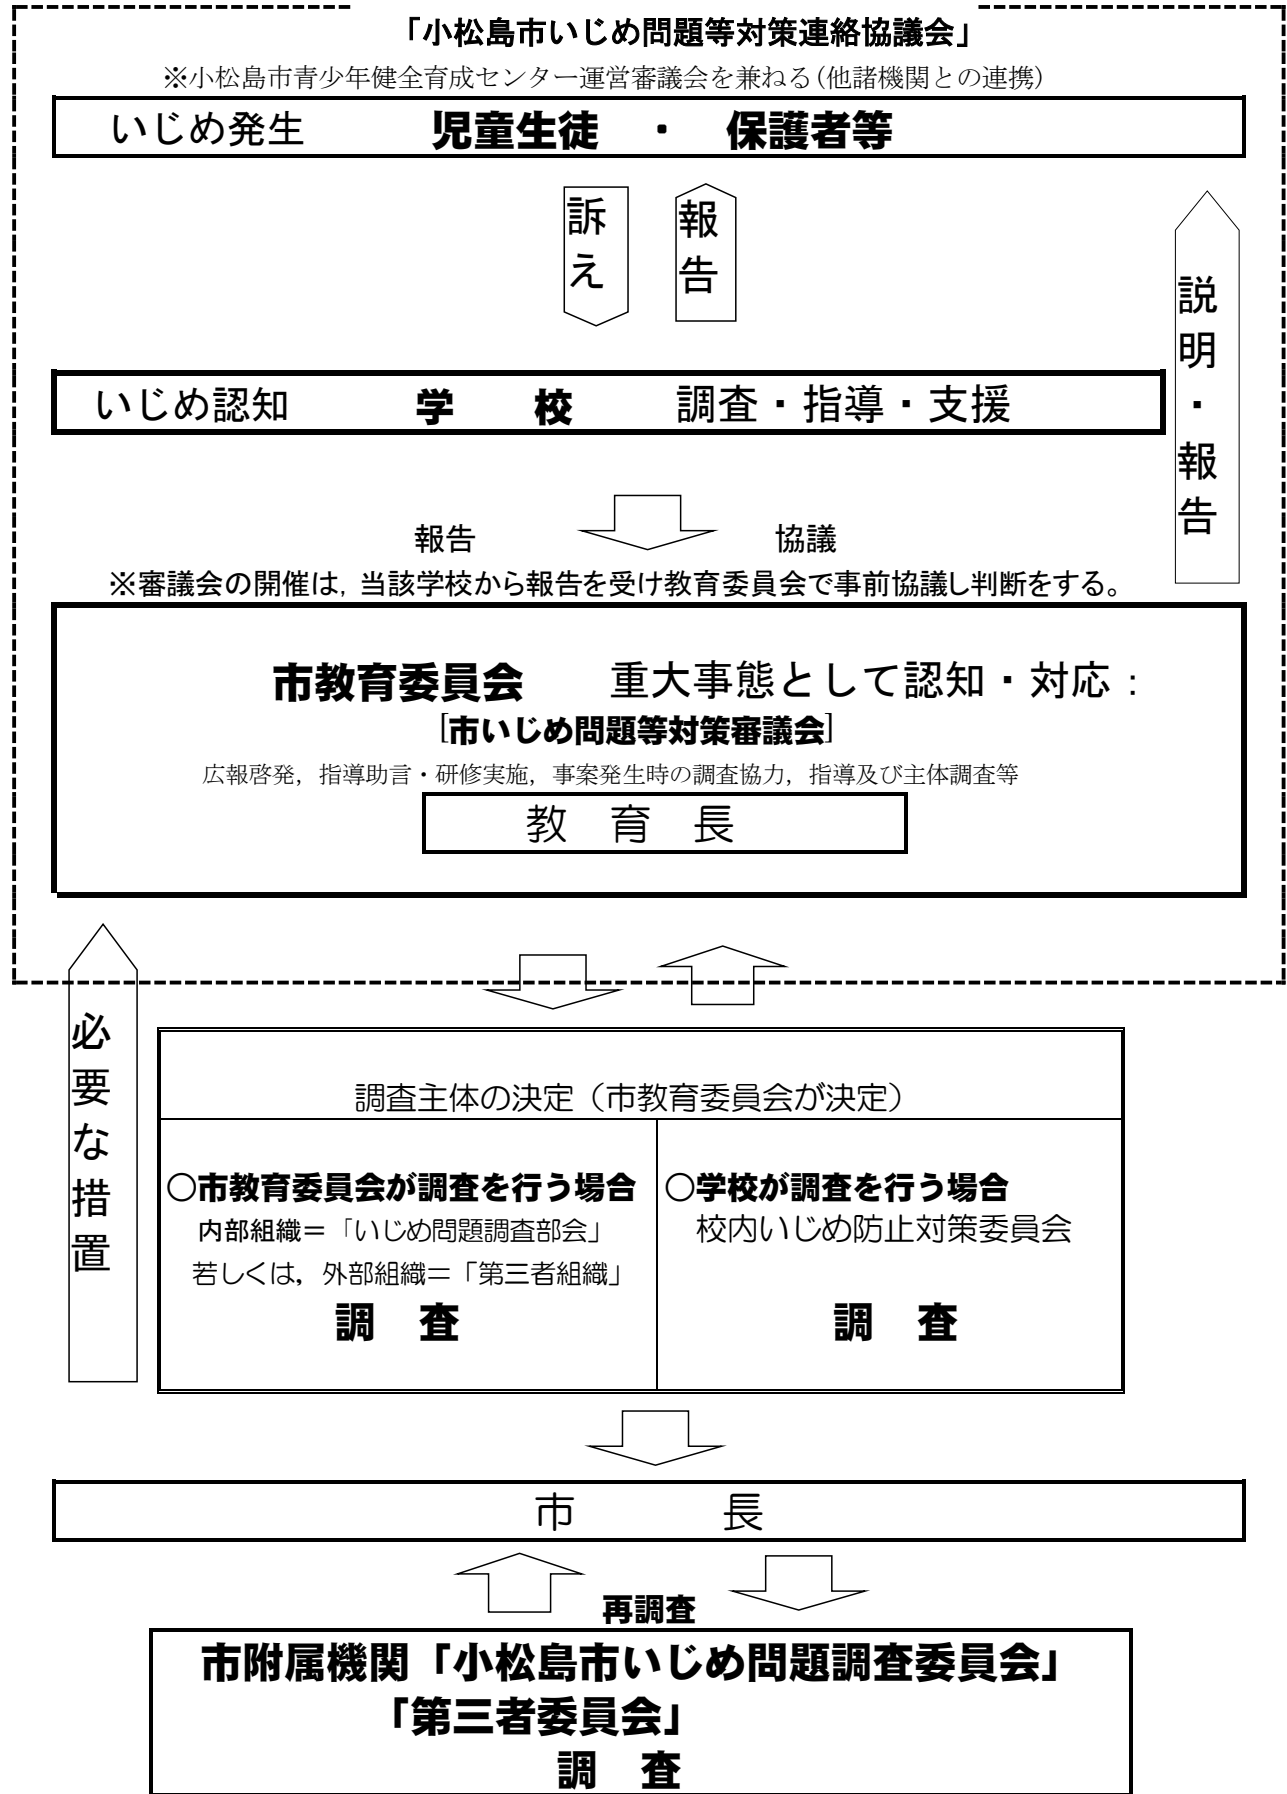 「小松島市いじめ問題等対策連絡協議会」
※小松島市青少年健全育成センター運営審議会を兼ねる(他諸機関との連携)
いじめ発生　児童生徒　・　保護者等
訴え
報告
説明・報告
いじめ認知　学　校　調査・指導・支援
報告　協議
※審議会の開催は，当該学校から報告を受け教育委員会で事前協議し判断をする。
市教育委員会　重大事態として認知・対応：
[市いじめ問題等対策審議会]
広報啓発，指導助言・研修実施，事案発生時の調査協力，指導及び主体調査等
教　育　長
必要な措置
調査主体の決定（市教育委員会が決定）
○市教育委員会が調査を行う場合
内部組織＝「いじめ問題調査部会」
若しくは，外部組織＝「第三者組織」
調　査
○学校が調査を行う場合
校内いじめ防止対策委員会
調　査
市　長
再調査
市附属機関「小松島市いじめ問題調査委員会」
「第三者委員会」
調　査